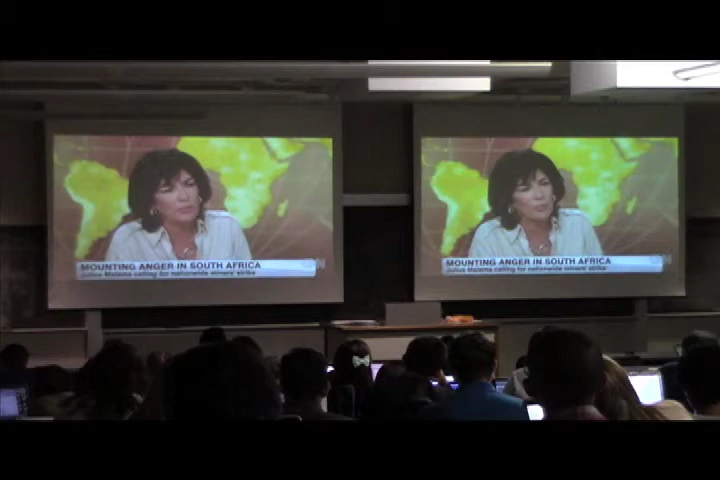 MOUNTING ANGER IN SOUTH AFRICA
Julius Malema calling for nationwide miners' strike
MOUNTING ANGER IN SOUTH AFRICA
Julius Malema calling for nationwide miners' strike